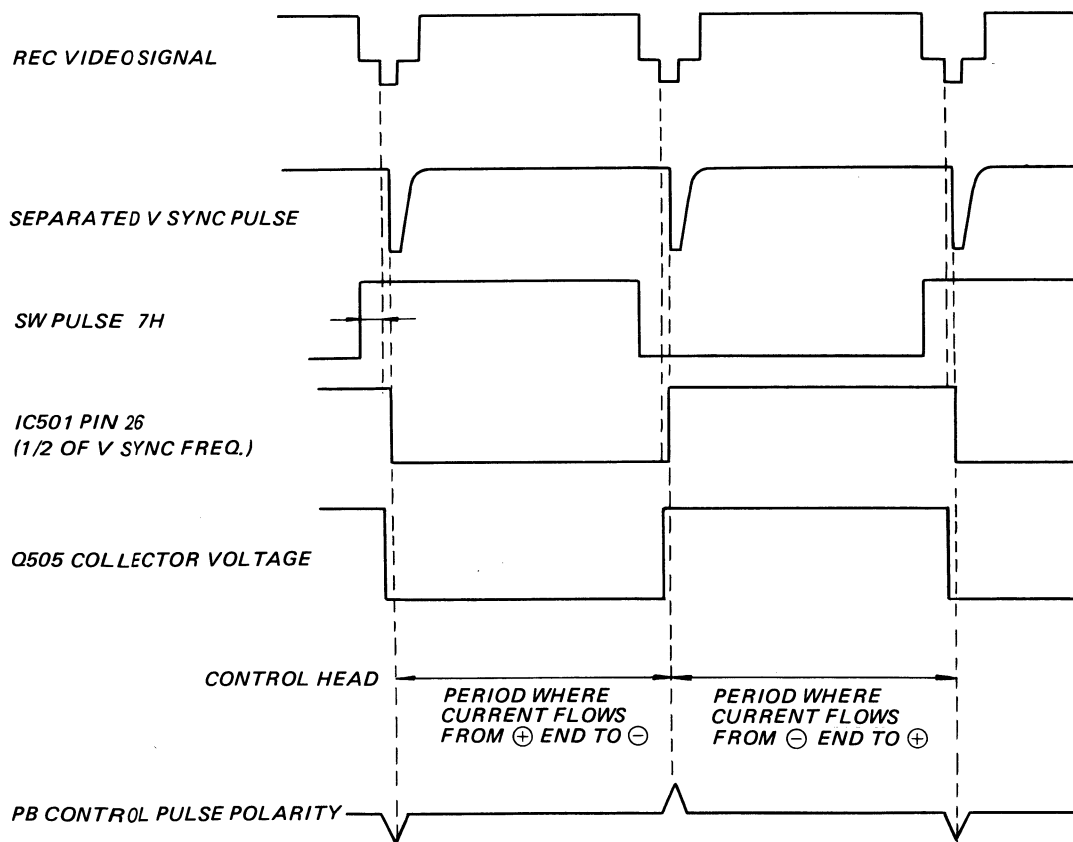 REC VIDEO SIGNAL
SEPARATED V SYNC PULSE
SW PULSE 7H
IC501 PIN 26
(1/2 OF V SYNC FREQ.)
Q505 COLLECTOR VOLTAGE
CONTROL HEAD
PERIOD WHERE
CURRENT FLOWS
FROM ⊕ END TO ⊖
PERIOD WHERE
CURRENT FLOWS
FROM ⊖ END TO ⊕
PB CONTROL PULSE POLARITY